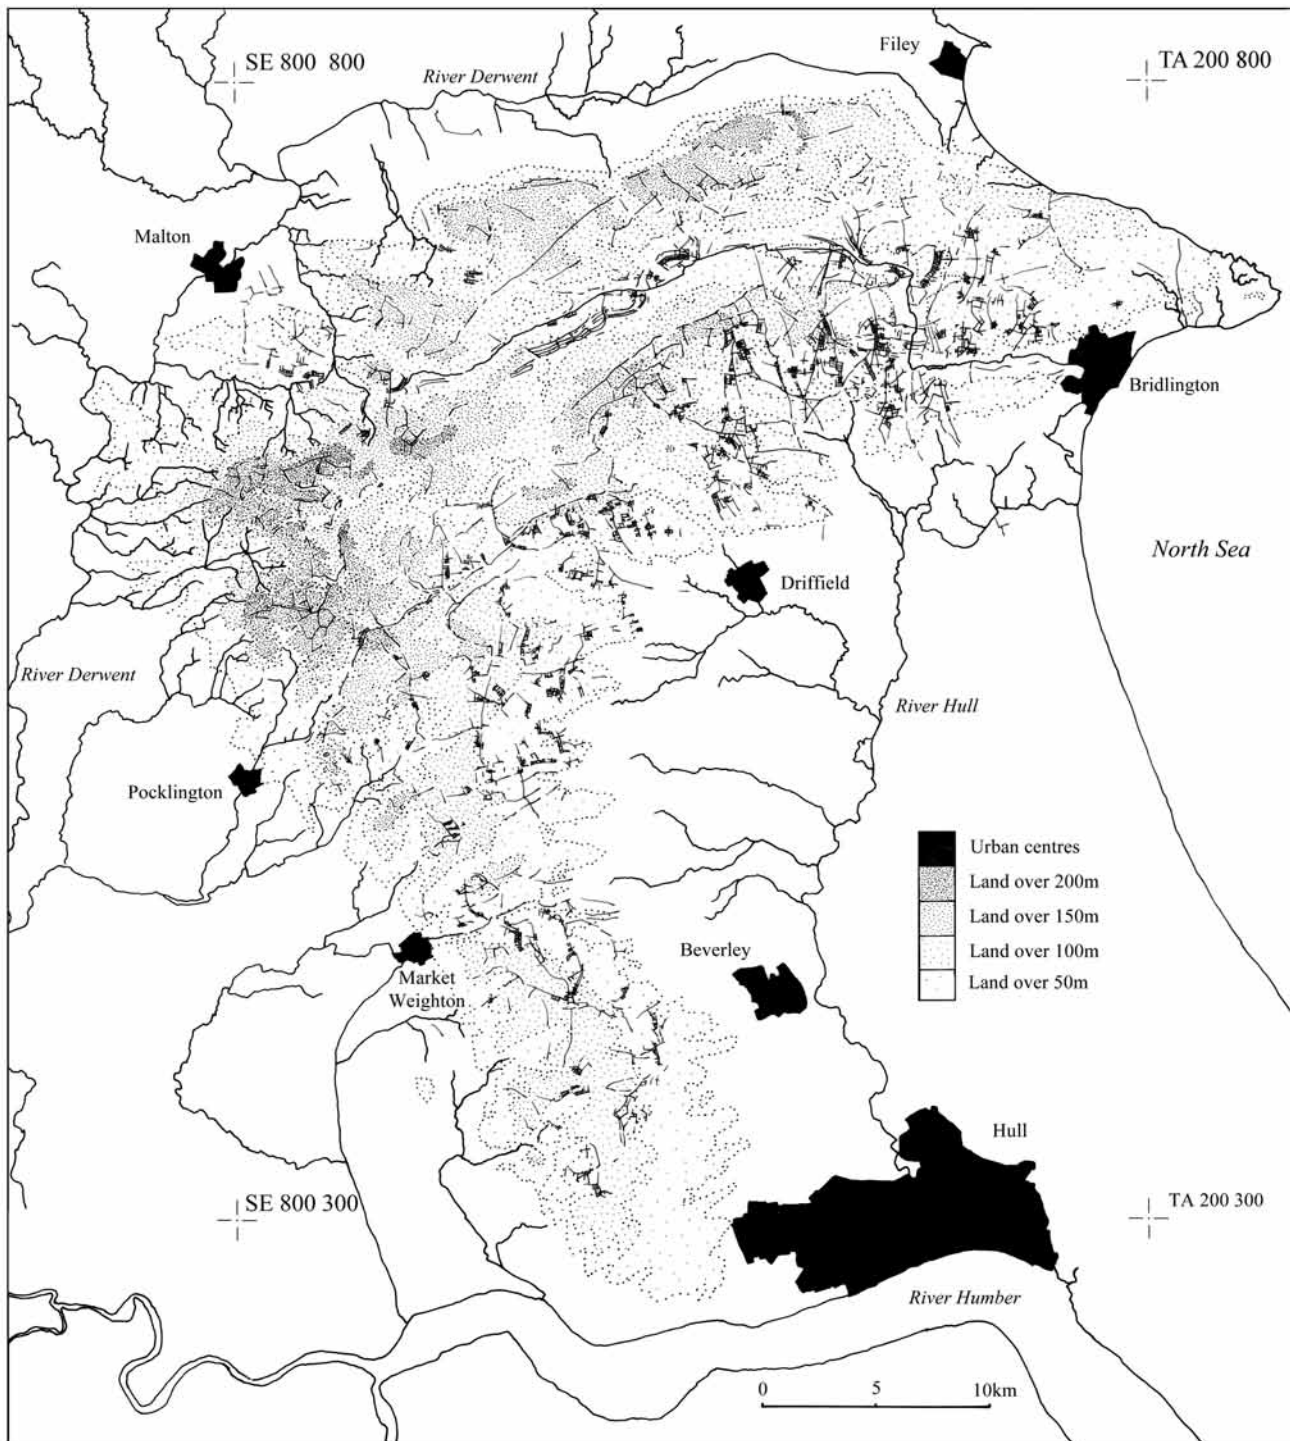 Filey
SE 800 800
River Derwent
TA 200 800
Malton
Bridlington
North Sea
Driffield
River Derwent
River Hull
Pocklington
Urban centres
Land over 200m
Land over 150m
Land over 100m
Land over 50m
Beverley
Market
Weighton
Hull
SE 800 300
TA 200 300
River Humber
0 5 10km